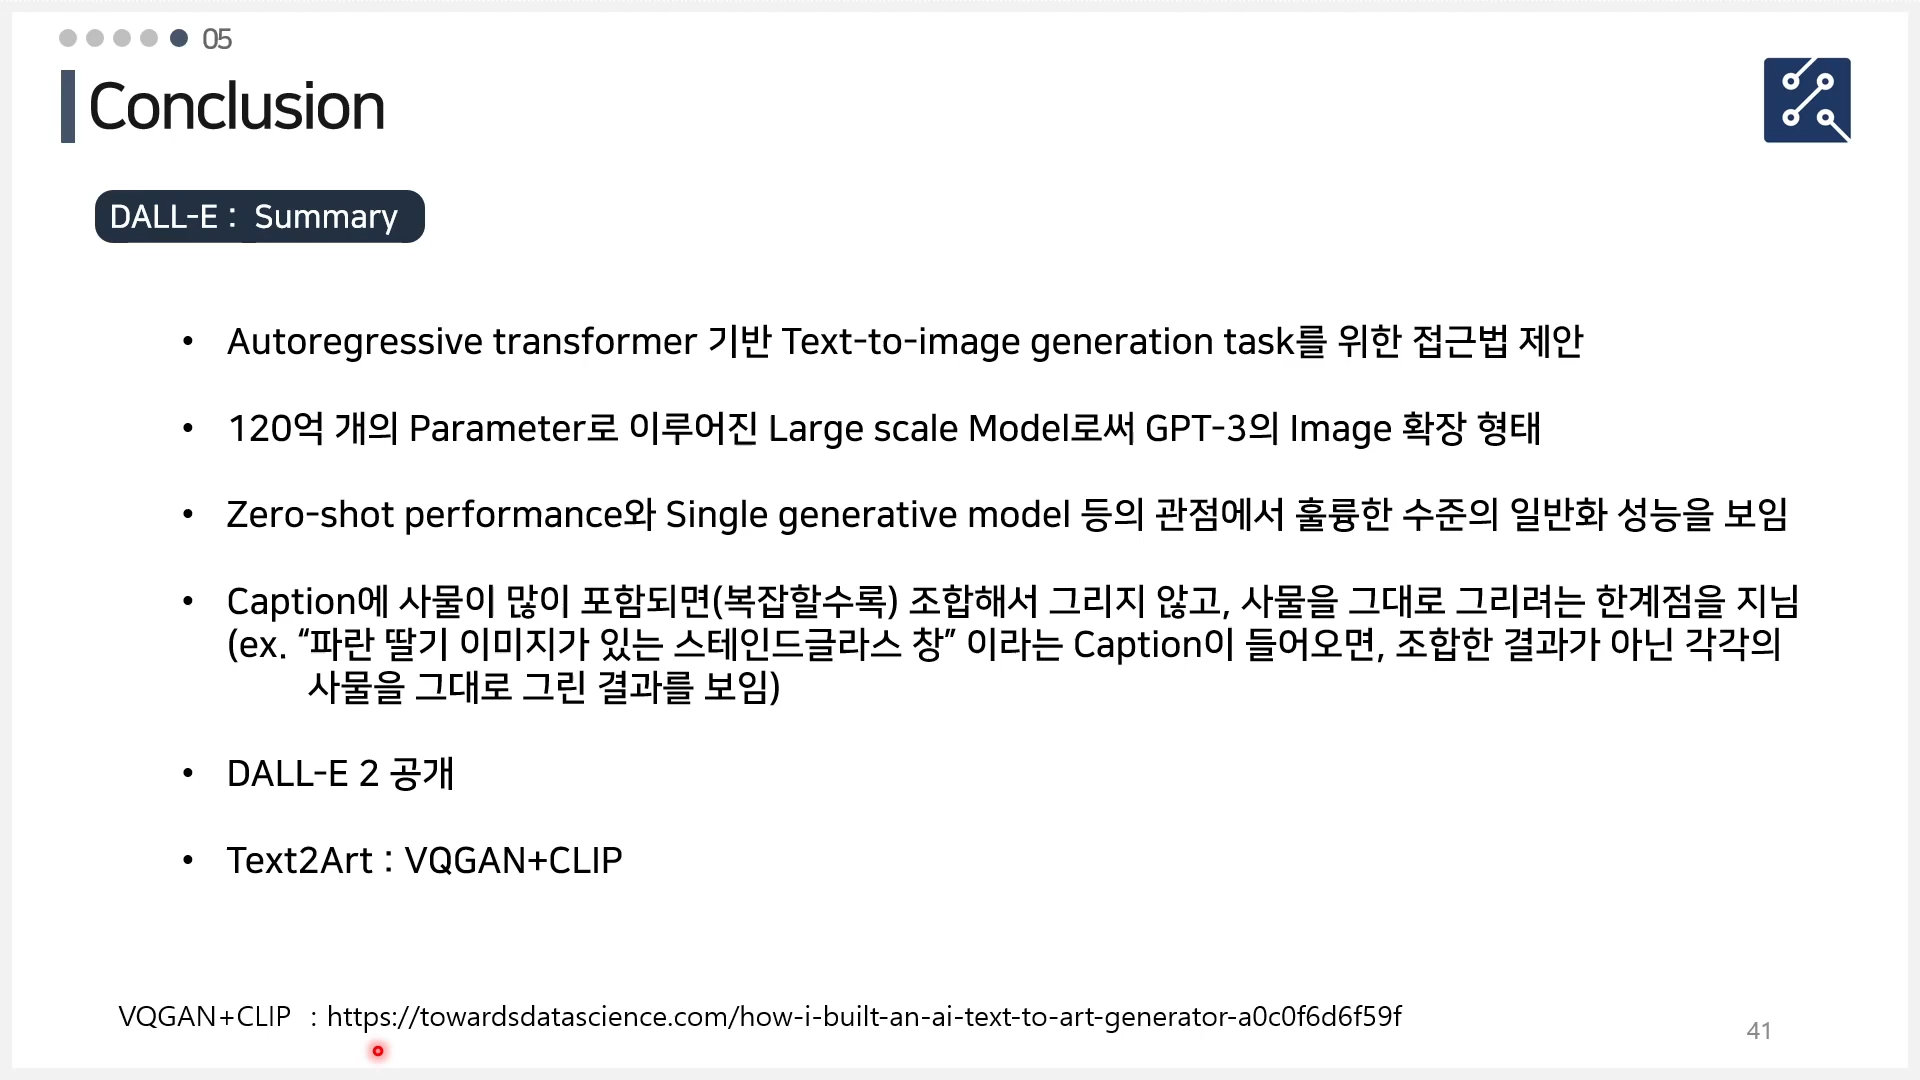 05
Conclusion
DALL-E : Summary
• Autoregressive transformer 기반 Text-to-image generation task를 위한 접근법 제안
• 120억 개의 Parameter로 이루어진 Large scale Model로써 GPT-3의 Image 확장 형태
• Zero-shot performance와 Single generative model 등의 관점에서 훌륭한 수준의 일반화 성능을 보임
• Caption에 사물이 많이 포함되면(복잡할수록) 조합해서 그리지 않고, 사물을 그대로 그리려는 한계점을 지님
(ex. “파란 딸기 이미지가 있는 스테인드글라스 창” 이라는 Caption이 들어오면, 조합한 결과가 아닌 각각의
사물을 그대로 그린 결과를 보임)
• DALL-E 2 공개
• Text2Art : VQGAN+CLIP
VQGAN+CLIP : https://towardsdatascience.com/how-i-built-an-ai-text-to-art-generator-a0c0f6d6f59f
41